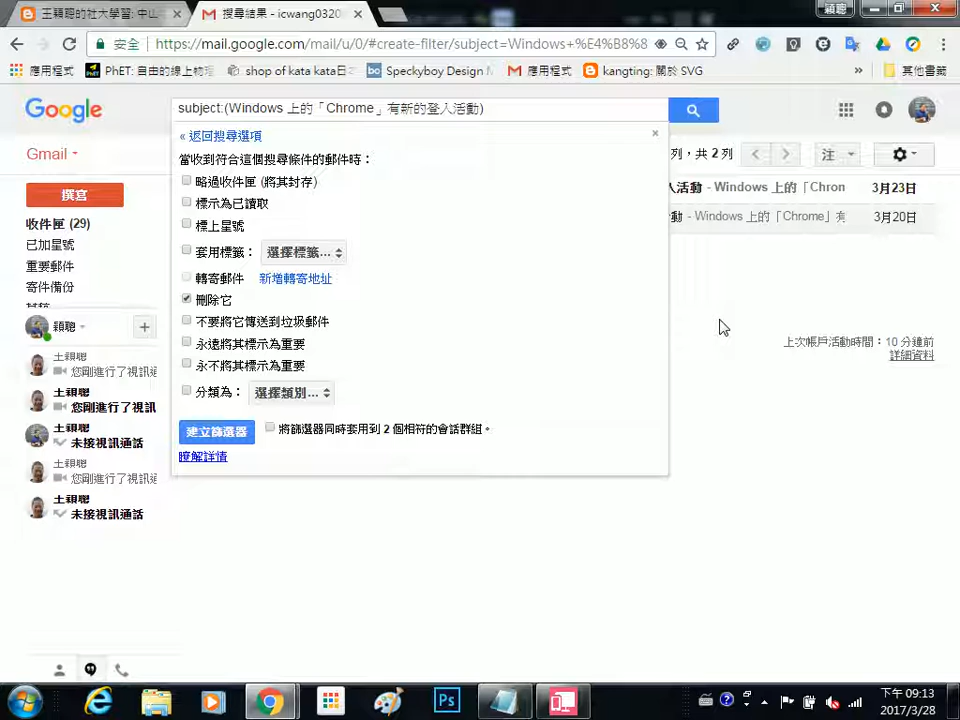 王穎聰的社大學習: 中山
搜尋結果 - icwang0320
穎聰
安全 https://mail.google.com/mail/u/0/#create-filter/subject=Windows+%E4%B8%8
應用程式 PhET: 自由的線上物理 shop of kata kata日本 Speckyboy Design 應用程式 kangting: 關於 SVG » 其他書籤
Google
subject:(Windows 上的「Chrome」有新的登入活動)
Gmail
« 返回搜尋選項
當收到符合這個搜尋條件的郵件時：
列，共 2 列
注
撰寫
略過收件匣 (將其封存)
人活動 - Windows 上的「Chron 3月23日
收件匣 (29)
標示為已讀取
動 - Windows 上的「Chrome」有 3月20日
已加星號
標上星號
重要郵件
套用標籤： 選擇標籤...
寄件備份
轉寄郵件 新增轉寄地址
穎聰
刪除它
不要將它傳送到垃圾郵件
永遠將其標示為重要
上次帳戶活動時間：10 分鐘前
詳細資料
王穎聰
您剛進行了視訊
永不將其標示為重要
分類為： 選擇類別...
王穎聰
您剛進行了視訊
王穎聰
未接視訊通話
建立篩選器 將篩選器同時套用到 2 個相符的會話群組。
瞭解詳情
王穎聰
您剛進行了視訊通
王穎聰
未接視訊通話
Ps
下午 09:13
2017/3/28